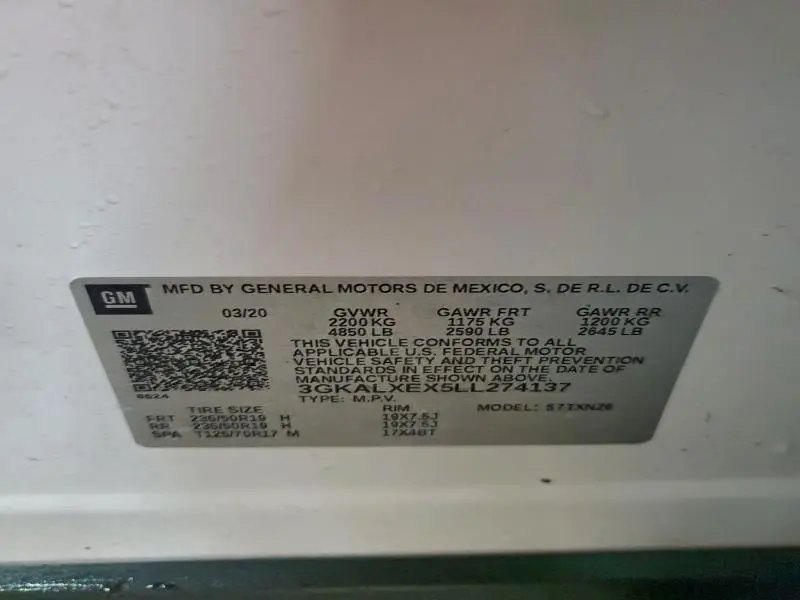 GM
MFD BY GENERAL MOTORS DE MEXICO, S. DE R.L. DE C.V.
03/20 GVWR GAWR FRT GAWR RR
2200 KG 1175 KG 1200 KG
4850 LB 2590 LB 2645 LB
THIS VEHICLE CONFORMS TO ALL
APPLICABLE U.S. FEDERAL MOTOR
VEHICLE SAFETY AND THEFT PREVENTION
STANDARDS IN EFFECT ON THE DATE OF
MANUFACTURE SHOWN ABOVE.
3GKALXEX5LL274137
6624
TYPE: M.P.V.
TIRE SIZE RIM MODEL:
FRT 235/50R19 H 19X7.5J
RR 235/50R19 H 19X7.5J
SPA T125/70R17 M 17X4BT